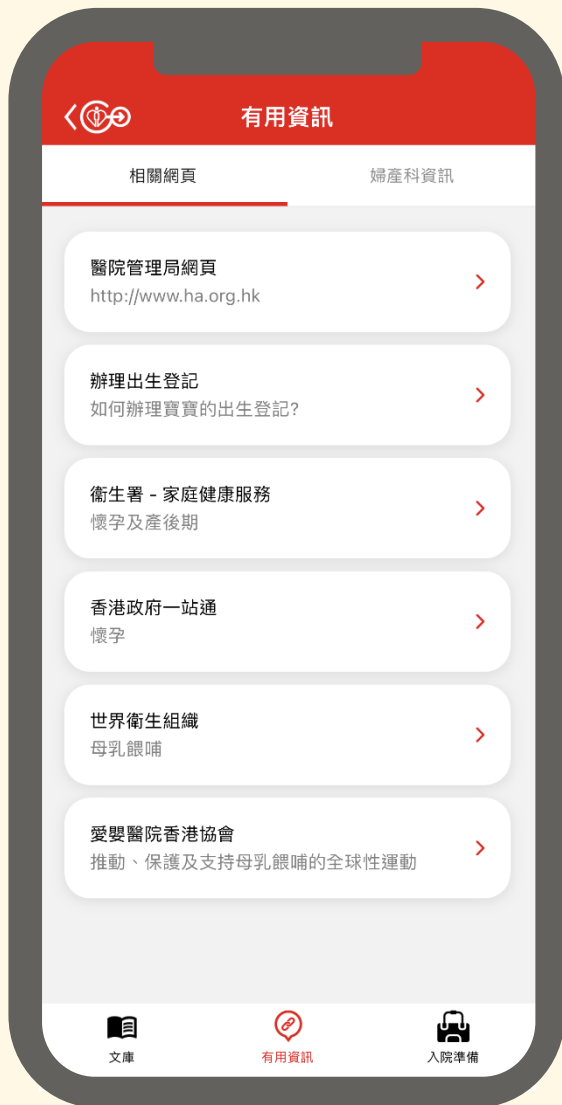 有用資訊
相關網頁
婦產科資訊
醫院管理局網頁
http://www.ha.org.hk
辦理出生登記
如何辦理寶寶的出生登記?
衞生署 - 家庭健康服務
懷孕及產後期
香港政府一站通
懷孕
世界衞生組織
母乳餵哺
愛嬰醫院香港協會
推動、保護及支持母乳餵哺的全球性運動
文庫
有用資訊
入院準備